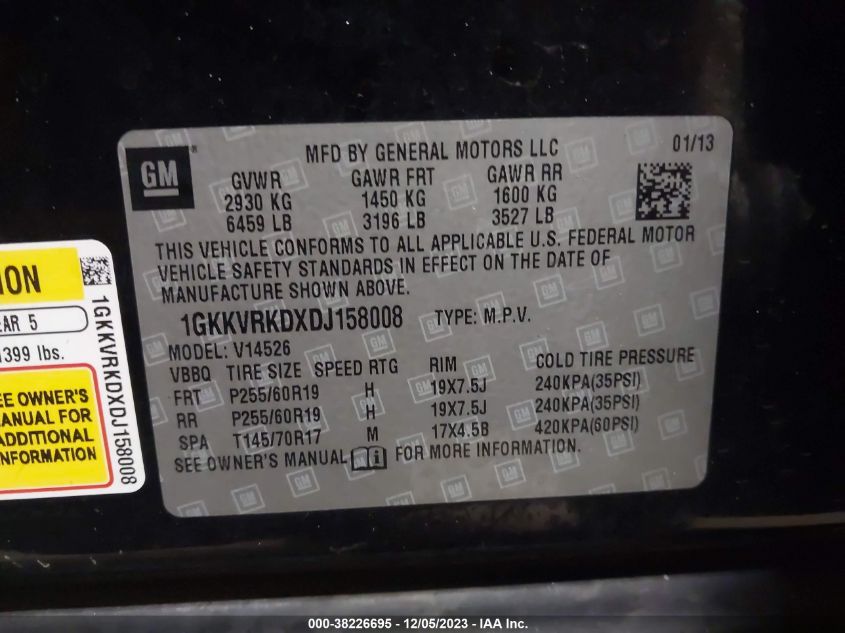 GM
MFD BY GENERAL MOTORS LLC
01/13
GVWR GAWR FRT GAWR RR
2930 KG 1450 KG 1600 KG
6459 LB 3196 LB 3527 LB
THIS VEHICLE CONFORMS TO ALL APPLICABLE U.S. FEDERAL MOTOR
VEHICLE SAFETY STANDARDS IN EFFECT ON THE DATE OF
MANUFACTURE SHOWN ABOVE.
1GKKVRKDXDJ158008 TYPE: M.P.V.
MODEL: V14526
VBBQ TIRE SIZE SPEED RTG RIM COLD TIRE PRESSURE
FRT P255/60R19 H 19X7.5J 240KPA(35PSI)
RR P255/60R19 H 19X7.5J 240KPA(35PSI)
SPA T145/70R17 M 17X4.5B 420KPA(60PSI)
SEE OWNER'S MANUAL FOR MORE INFORMATION.
ION
AR 5
399 lbs.
EE OWNER'S
ANUAL FOR
ADDITIONAL
NFORMATION
1GKKVRKDXDJ158008
000-38226695 - 12/05/2023 - IAA Inc.